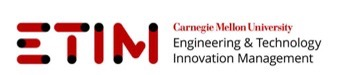 ETIM
Carnegie Mellon University
Engineering & Technology
Innovation Management